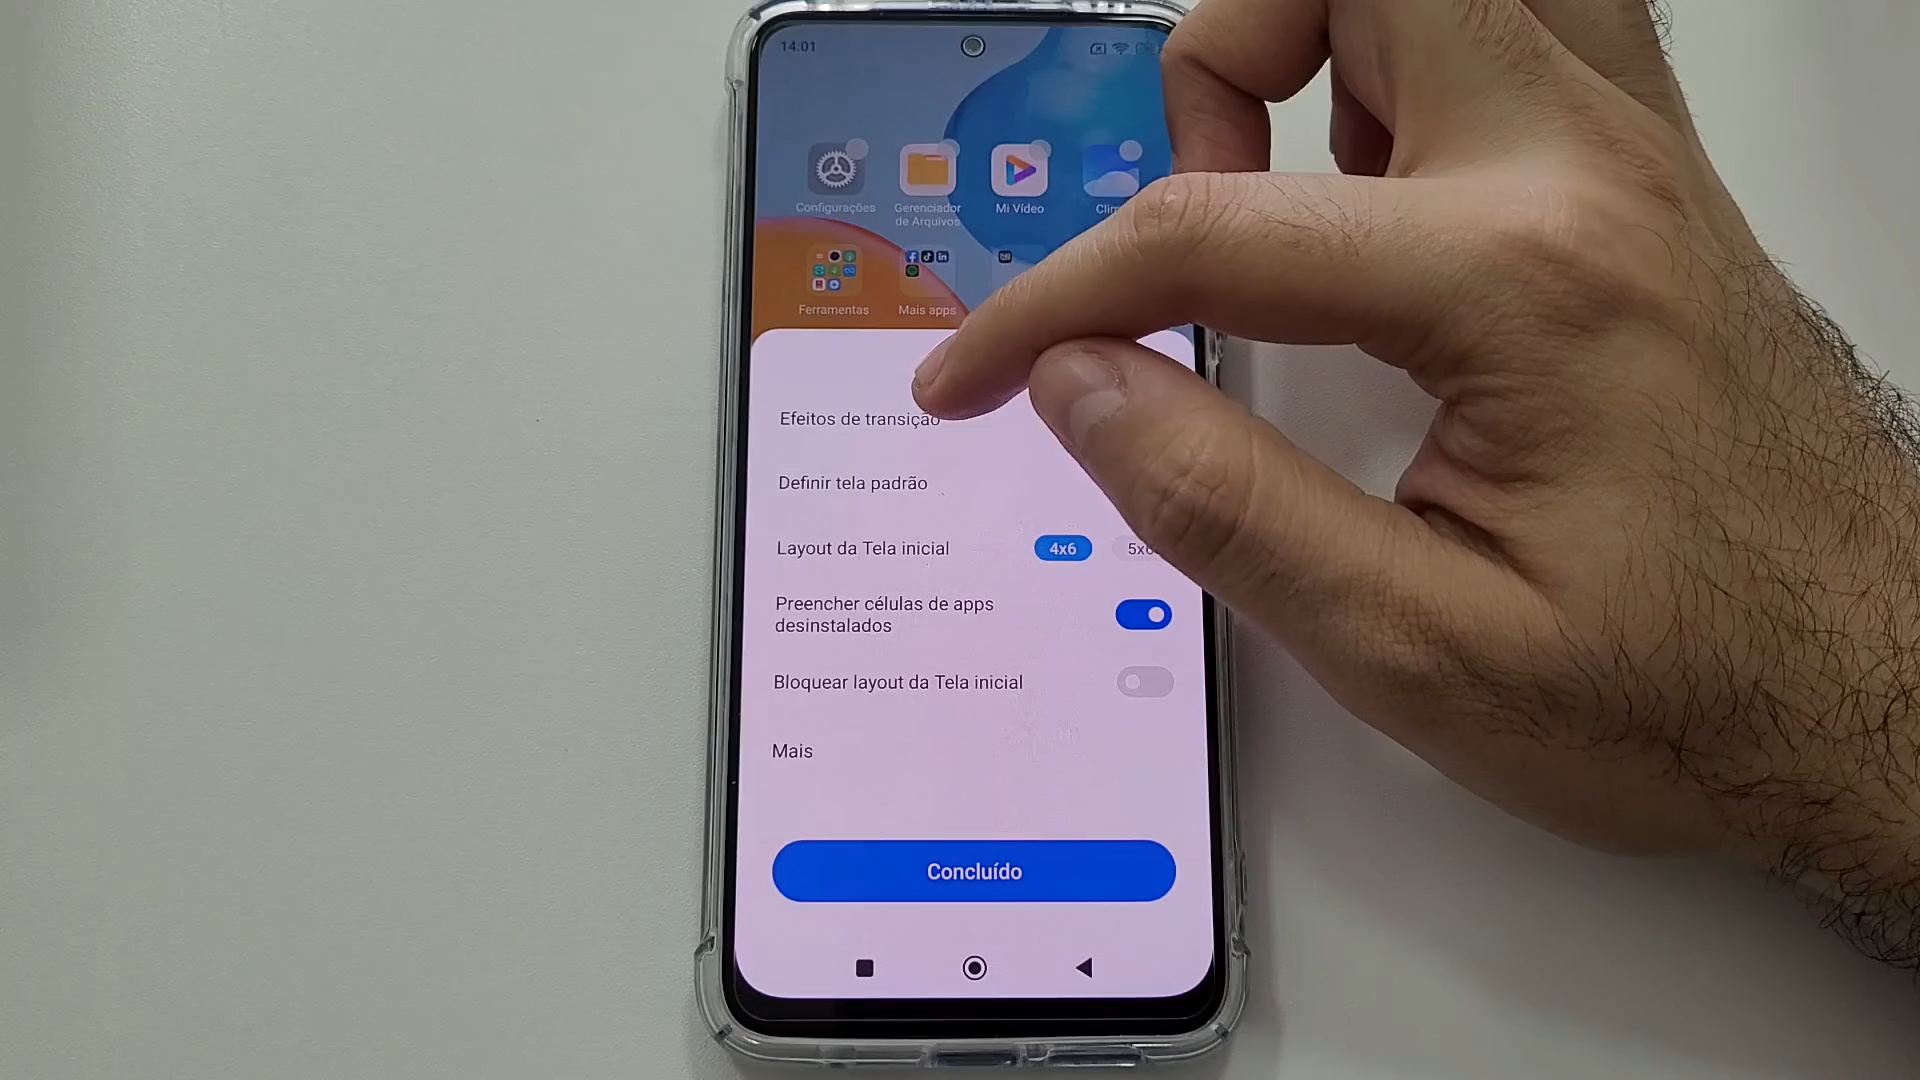 14:01
Configurações
Gerenciador
de Arquivos
Mi Vídeo
Ferramentas
Mais apps
Efeitos de transição
Definir tela padrão
Layout da Tela inicial
4x6
Preencher células de apps
desinstalados
Bloquear layout da Tela inicial
Mais
Concluído